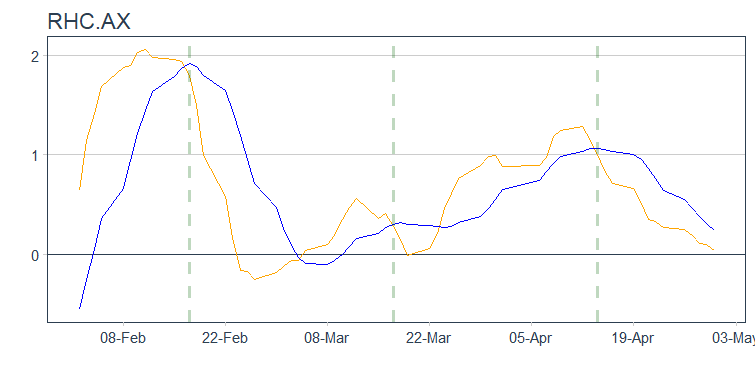 RHC.AX
2
1
0
08-Feb
22-Feb
08-Mar
22-Mar
05-Apr
19-Apr
03-May